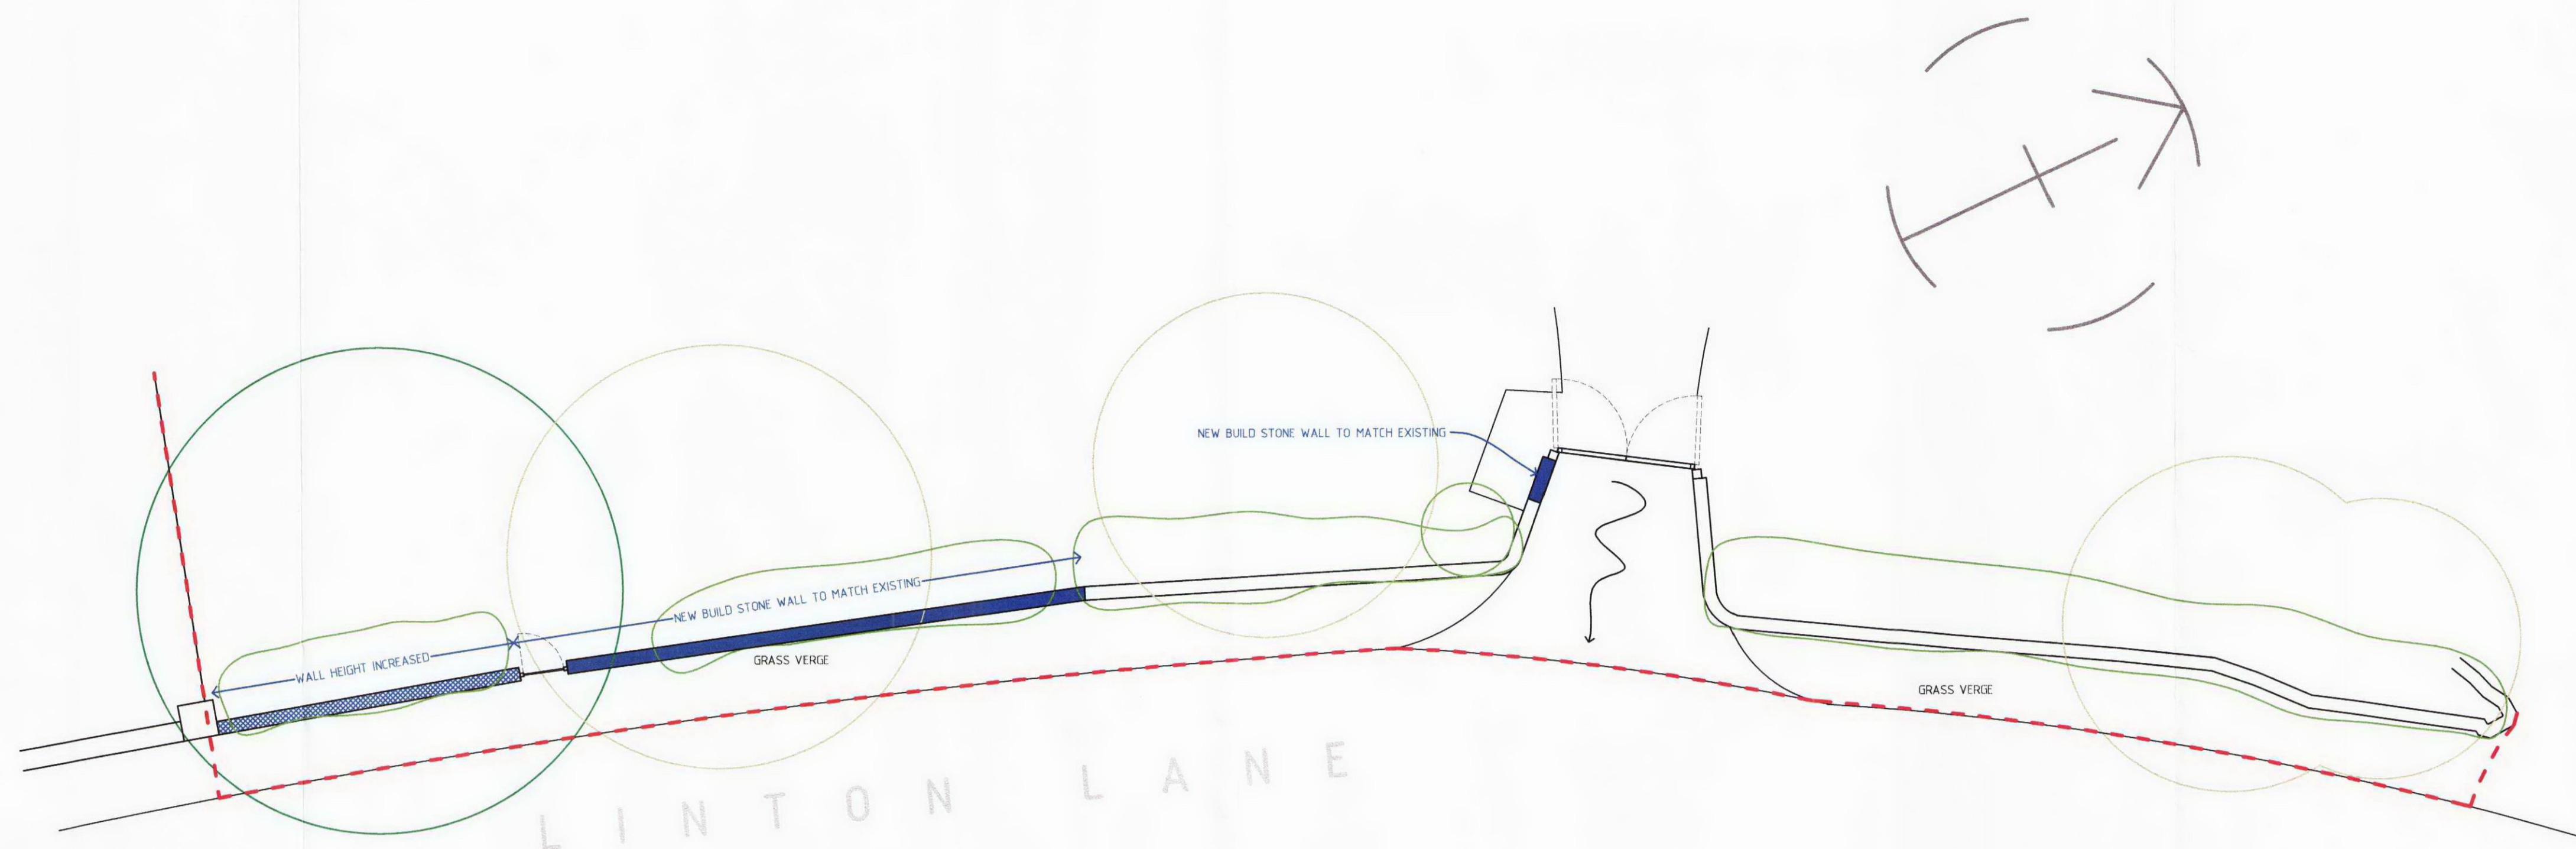 NEW BUILD STONE WALL TO MATCH EXISTING
NEW BUILD STONE WALL TO MATCH EXISTING
WALL HEIGHT INCREASED
GRASS VERGE
GRASS VERGE
LINTON LANE